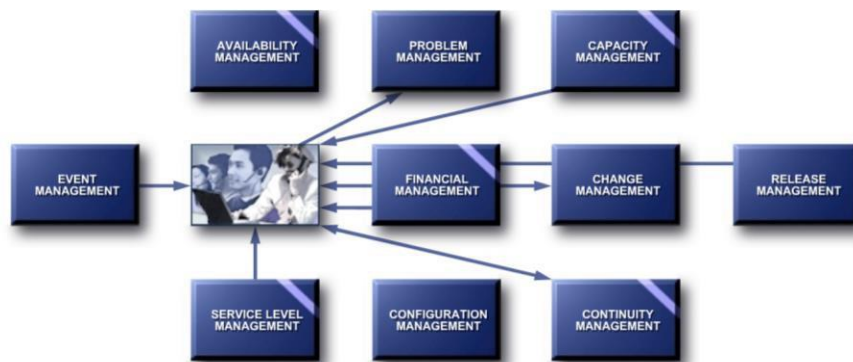 AVAILABILITY
MANAGEMENT
PROBLEM
MANAGEMENT
CAPACITY
MANAGEMENT
EVENT
MANAGEMENT
FINANCIAL
MANAGEMENT
CHANGE
MANAGEMENT
RELEASE
MANAGEMENT
SERVICE LEVEL
MANAGEMENT
CONFIGURATION
MANAGEMENT
CONTINUITY
MANAGEMENT